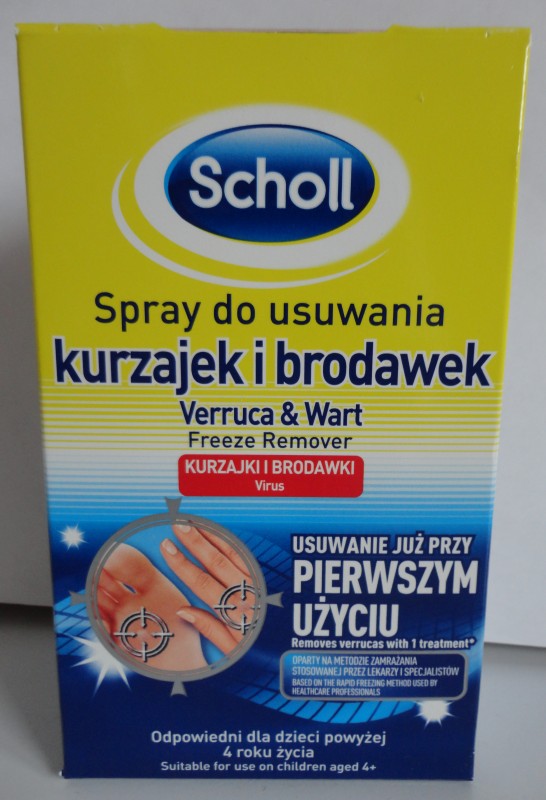 Scholl
Spray do usuwania
kurzajek i brodawek
Verruca & Wart
Freeze Remover
KURZAJKI I BRODAWKI
Virus
USUWANIE JUŻ PRZY
PIERWSZYM
UŻYCIU
Removes verrucas with 1 treatment*
OPARTY NA METODZIE ZAMRAŻANIA
STOSOWANEJ PRZEZ LEKARZY I SPECJALISTÓW
BASED ON THE RAPID FREEZING METHOD USED BY
HEALTHCARE PROFESSIONALS
Odpowiedni dla dzieci powyżej
4 roku życia
Suitable for use on children aged 4+